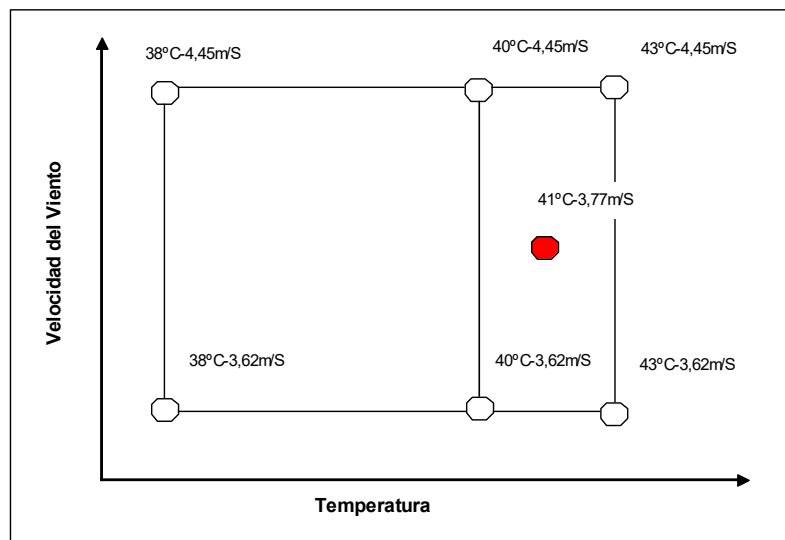 38ºC-4,45m/S
40ºC-4,45m/S
43ºC-4,45m/S
Velocidad del Viento
41ºC-3,77m/S
38ºC-3,62m/S
40ºC-3,62m/S
43ºC-3,62m/S
Temperatura